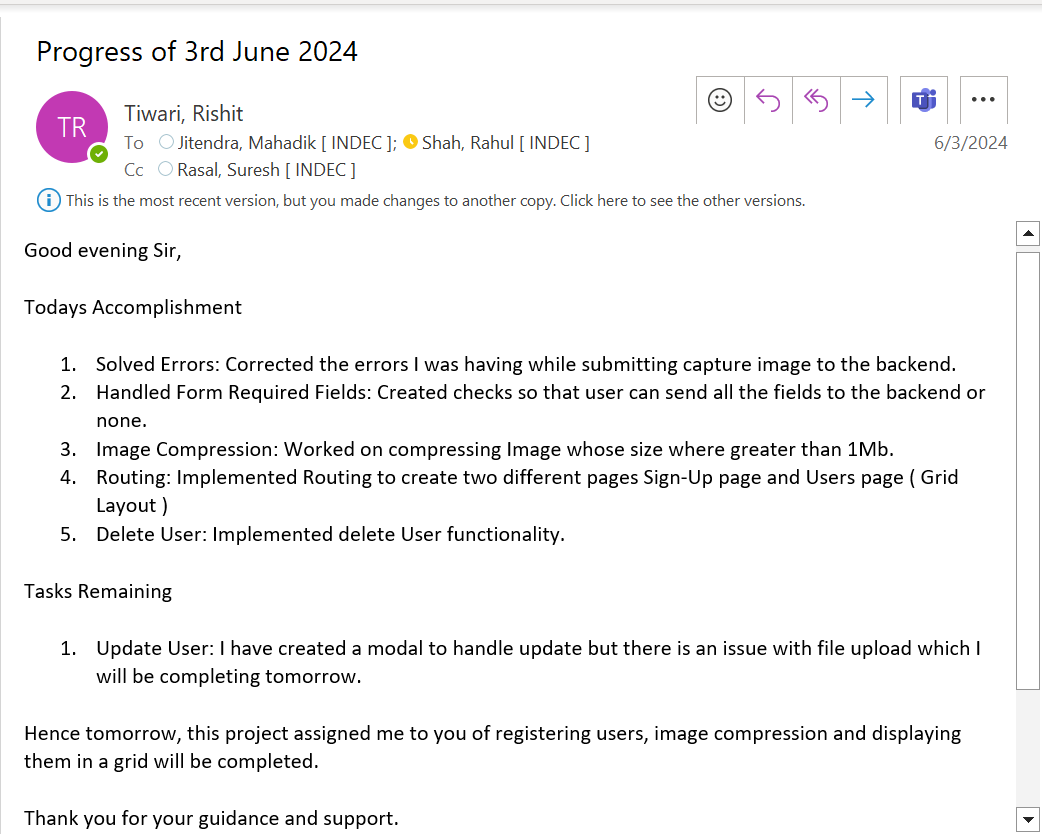 Progress of 3rd June 2024
TR
Tiwari, Rishit
To Jitendra, Mahadik [ INDEC ]; Shah, Rahul [ INDEC ]
6/3/2024
Cc Rasal, Suresh [ INDEC ]
This is the most recent version, but you made changes to another copy. Click here to see the other versions.
Good evening Sir,
Todays Accomplishment
1. Solved Errors: Corrected the errors I was having while submitting capture image to the backend.
2. Handled Form Required Fields: Created checks so that user can send all the fields to the backend or
none.
3. Image Compression: Worked on compressing Image whose size where greater than 1Mb.
4. Routing: Implemented Routing to create two different pages Sign-Up page and Users page ( Grid
Layout )
5. Delete User: Implemented delete User functionality.
Tasks Remaining
1. Update User: I have created a modal to handle update but there is an issue with file upload which I
will be completing tomorrow.
Hence tomorrow, this project assigned me to you of registering users, image compression and displaying
them in a grid will be completed.
Thank you for your guidance and support.